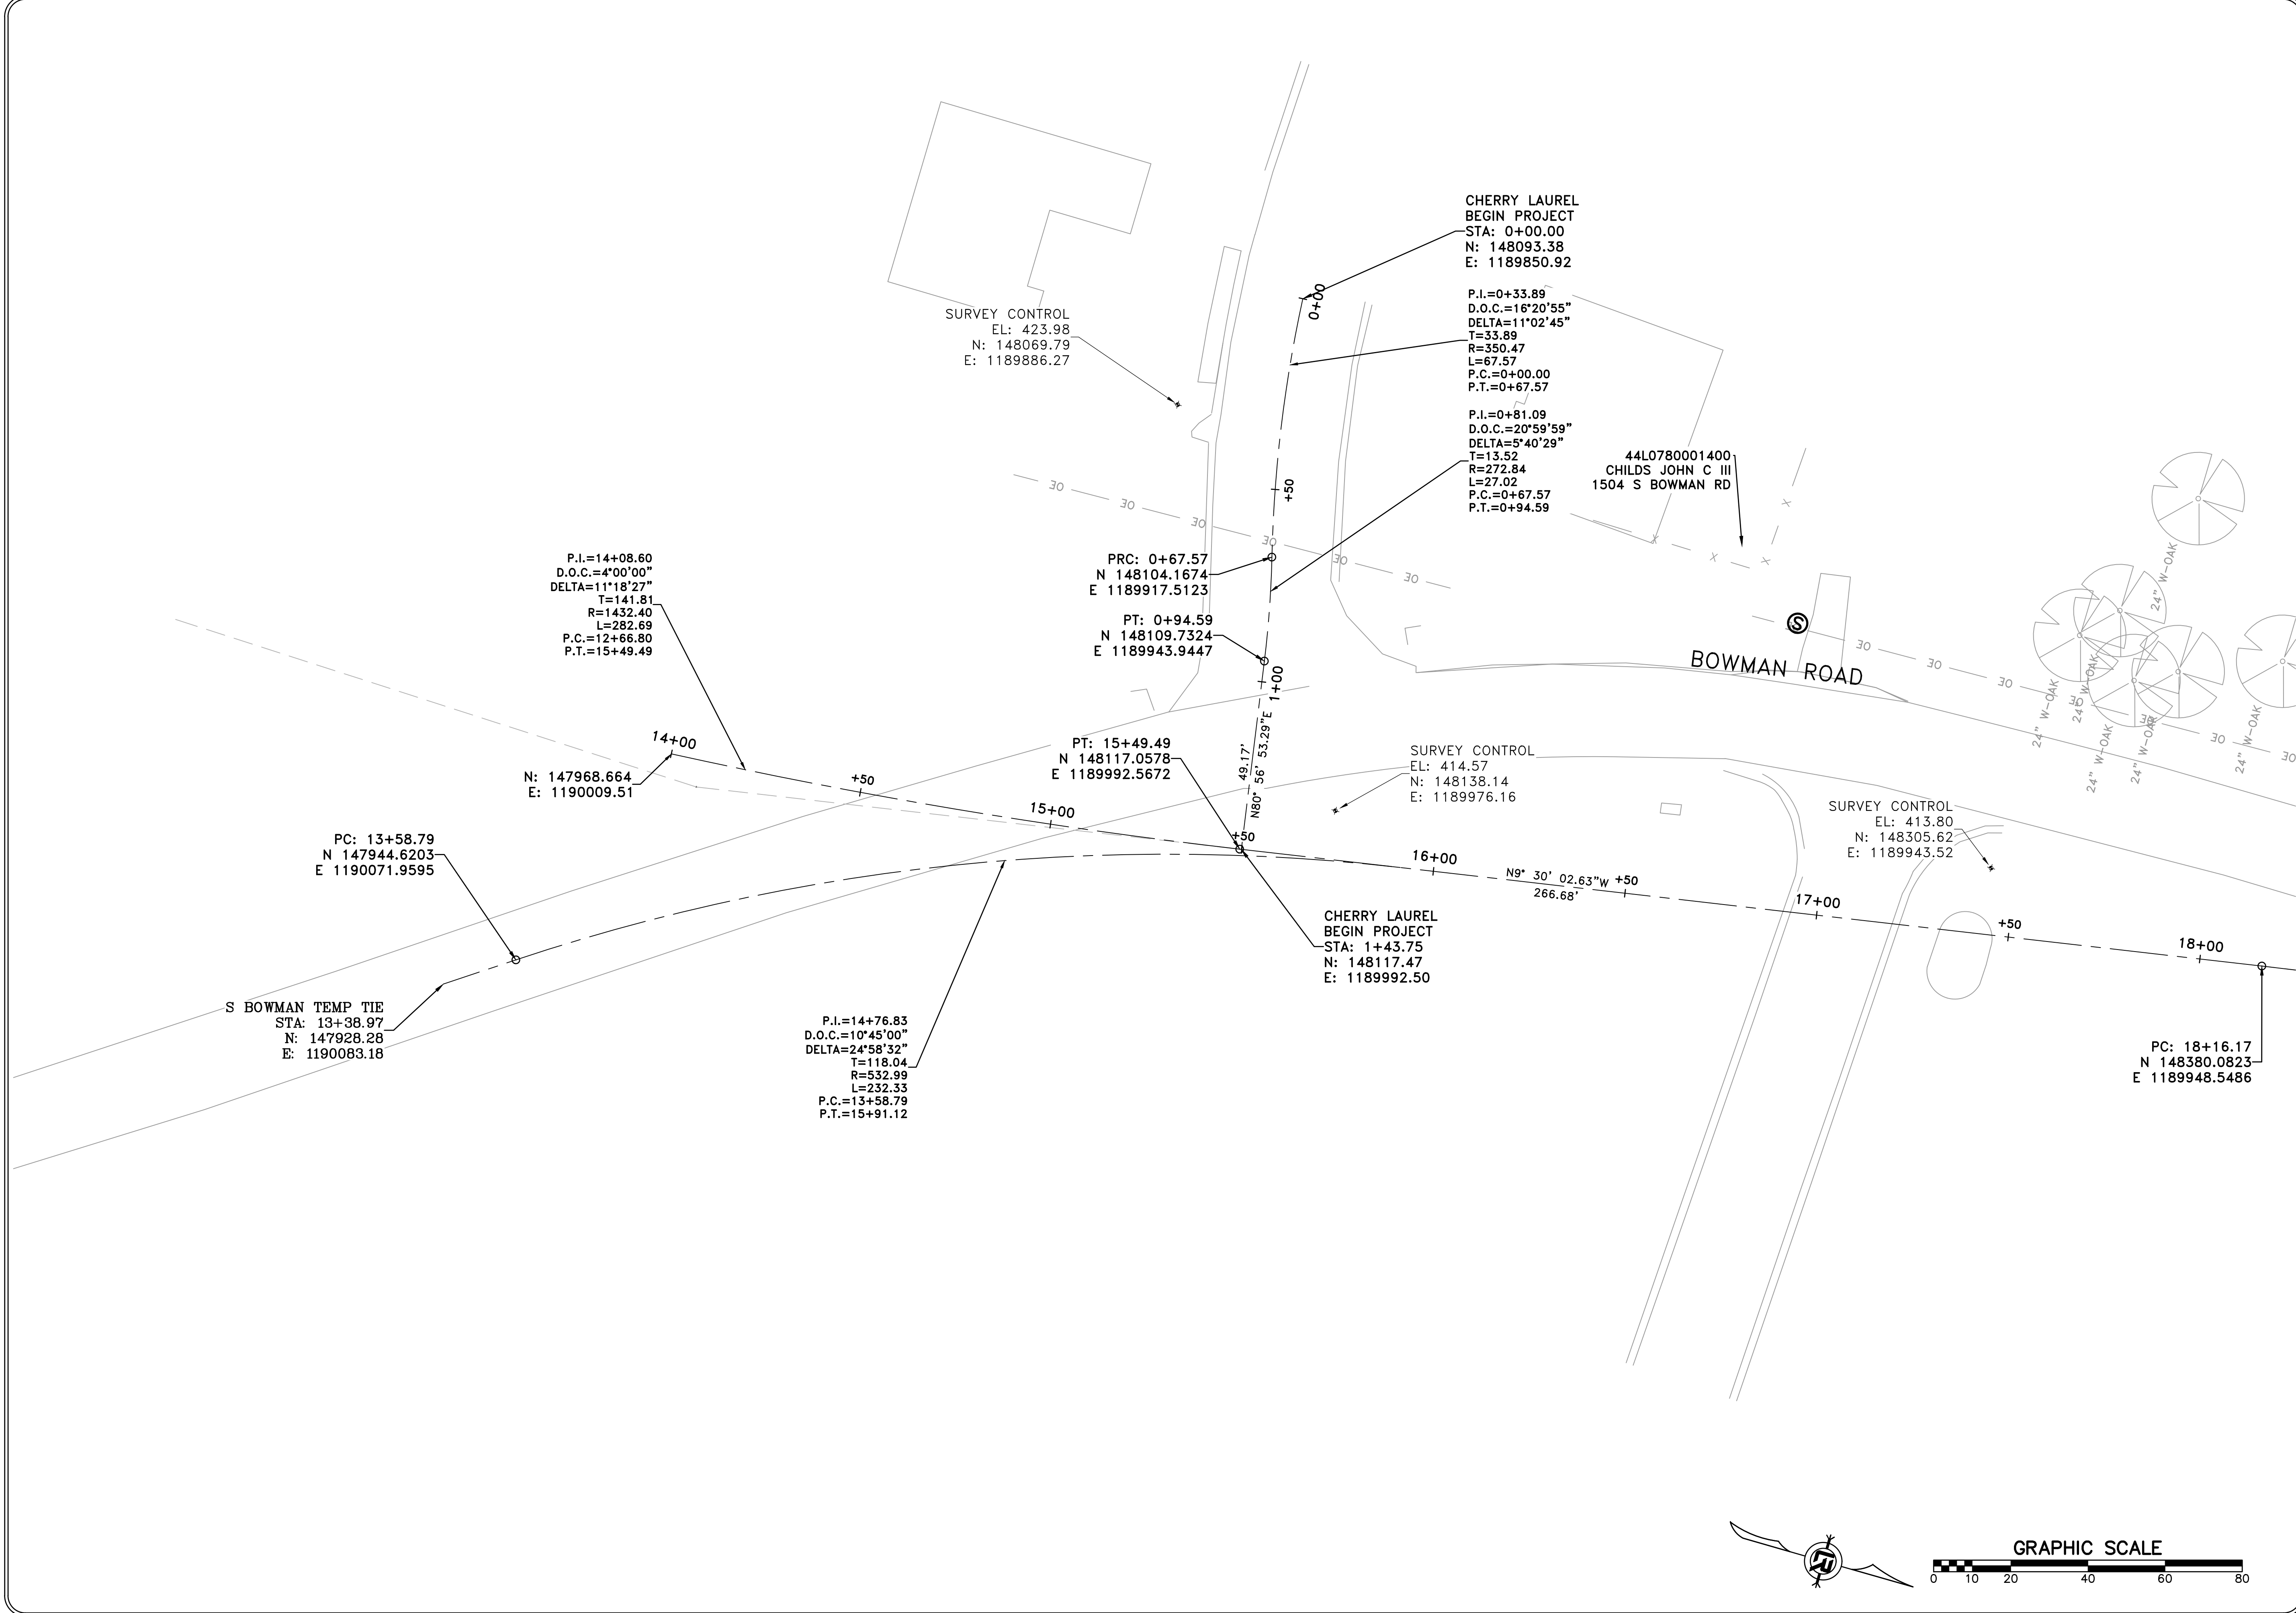 CHERRY LAUREL
BEGIN PROJECT
STA: 0+00.00
N: 148093.38
E: 1189850.92
0+00
P.I.=0+33.89
D.O.C.=16°20'55"
DELTA=11°02'45"
T=33.89
R=350.47
L=67.57
P.C.=0+00.00
P.T.=0+67.57
SURVEY CONTROL
EL: 423.98
N: 148069.79
E: 1189886.27
P.I.=0+81.09
D.O.C.=20°59'59"
DELTA=5°40'29"
T=13.52
R=272.84
L=27.02
P.C.=0+67.57
P.T.=0+94.59
44L0780001400
CHILDS JOHN C III
1504 S BOWMAN RD
X
X
X
X
X
+50
OE
OE
OE
OE
OE
OE
PRC: 0+67.57
N 148104.1674
E 1189917.5123
PT: 0+94.59
N 148109.7324
E 1189943.9447
1+00
P.I.=14+08.60
D.O.C.=4°00'00"
DELTA=11°18'27"
T=141.81
R=1432.40
L=282.69
P.C.=12+66.80
P.T.=15+49.49
S
BOWMAN ROAD
OE
OE
OE
OE
OE
OE
OE
24" W-OAK
24" W-OAK
24" W-OAK
24" W-OAK
24" W-OAK
24" W-OAK
14+00
N: 147968.664
E: 1190009.51
+50
15+00
PT: 15+49.49
N 148117.0578
E 1189992.5672
49.17'
N80° 56' 53.29"E
+50
SURVEY CONTROL
EL: 414.57
N: 148138.14
E: 1189976.16
SURVEY CONTROL
EL: 413.80
N: 148305.62
E: 1189943.52
PC: 13+58.79
N 147944.6203
E 1190071.9595
16+00
N9° 30' 02.63"W
266.68'
+50
17+00
+50
18+00
CHERRY LAUREL
BEGIN PROJECT
STA: 1+43.75
N: 148117.47
E: 1189992.50
S BOWMAN TEMP TIE
STA: 13+38.97
N: 147928.28
E: 1190083.18
P.I.=14+76.83
D.O.C.=10°45'00"
DELTA=24°58'32"
T=118.04
R=532.99
L=232.33
P.C.=13+58.79
P.T.=15+91.12
PC: 18+16.17
N 148380.0823
E 1189948.5486
GRAPHIC SCALE
0 10 20 40 60 80